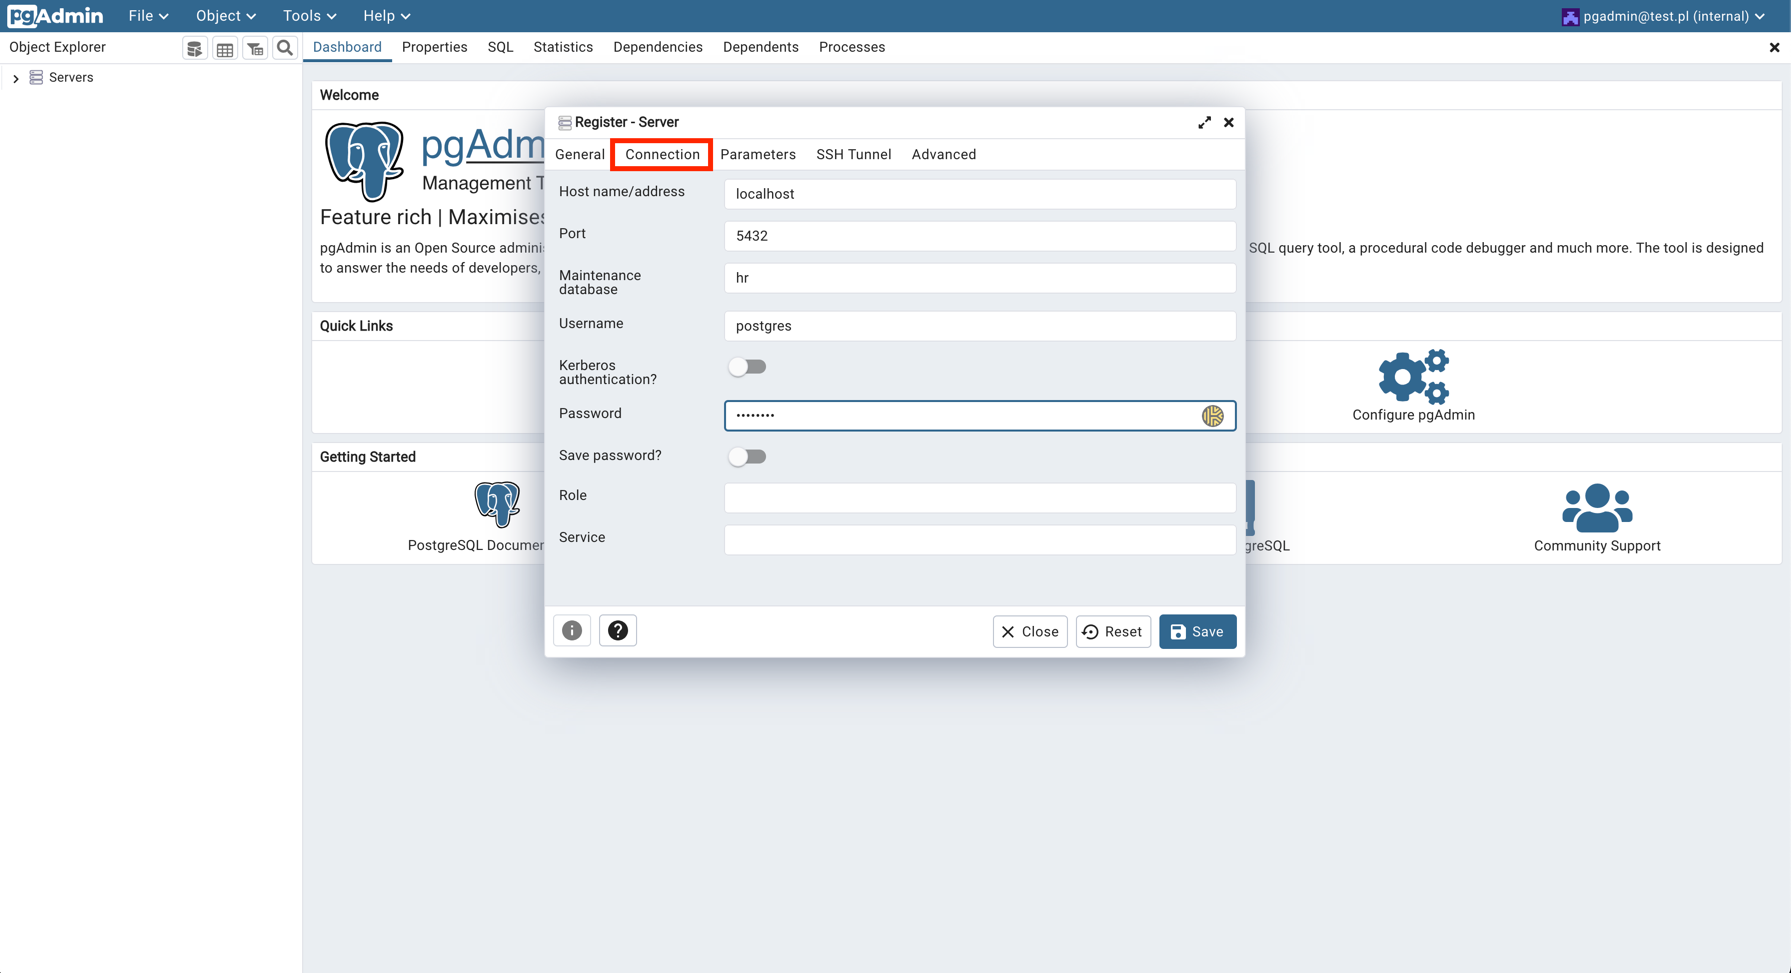 pgAdmin File Object Tools Help pgadmin@test.pl (internal)
Object Explorer Dashboard Properties SQL Statistics Dependencies Dependents Processes
Servers
Welcome
pgAdm
Management T
Feature rich | Maximises
pgAdmin is an Open Source
SQL query tool, a procedural code debugger and much more. The tool is designed
to answer the needs of developers,
Quick Links
Configure pgAdmin
Getting Started
PostgreSQL Documen
greSQL
Community Support
Register - Server
General Connection Parameters SSH Tunnel Advanced
Host name/address localhost
Port 5432
Maintenance
database hr
Username postgres
Kerberos
authentication?
Password ••••••••
Save password?
Role
Service
Close Reset Save